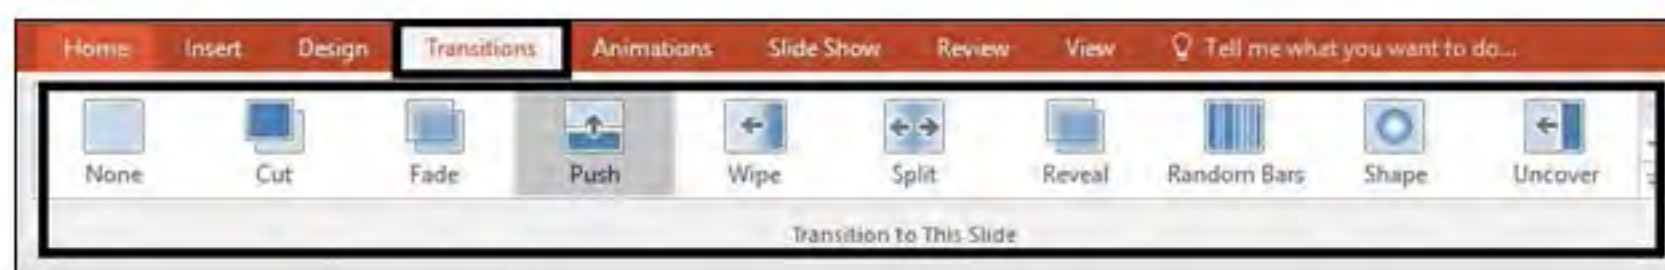 Home Insert Design Transitions Animations Slide Show Review View Tell me what you want to do...
None Cut Fade Push Wipe Split Reveal Random Bars Shape Uncover
Transition to This Slide